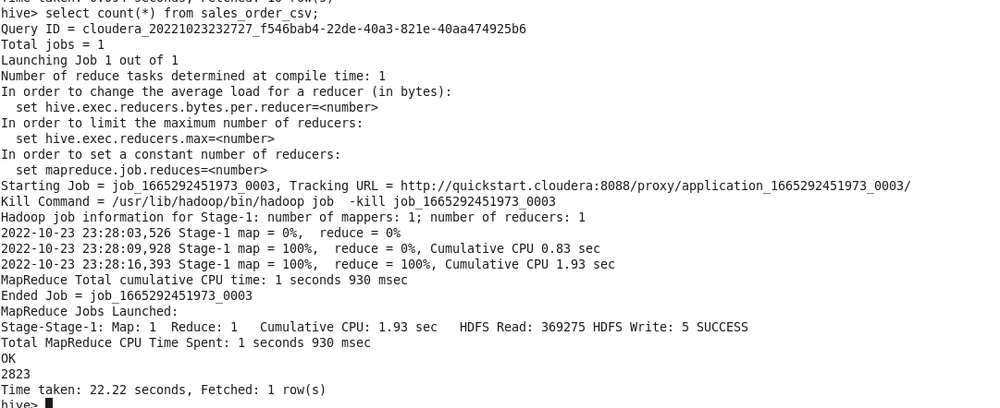 Time taken: 0.094 seconds, Fetched: 10 row(s)
hive> select count(*) from sales_order_csv;
Query ID = cloudera_20221023232727_f546bab4-22de-40a3-821e-40aa474925b6
Total jobs = 1
Launching Job 1 out of 1
Number of reduce tasks determined at compile time: 1
In order to change the average load for a reducer (in bytes):
  set hive.exec.reducers.bytes.per.reducer=<number>
In order to limit the maximum number of reducers:
  set hive.exec.reducers.max=<number>
In order to set a constant number of reducers:
  set mapreduce.job.reduces=<number>
Starting Job = job_1665292451973_0003, Tracking URL = http://quickstart.cloudera:8088/proxy/application_1665292451973_0003/
Kill Command = /usr/lib/hadoop/bin/hadoop job  -kill job_1665292451973_0003
Hadoop job information for Stage-1: number of mappers: 1; number of reducers: 1
2022-10-23 23:28:03,526 Stage-1 map = 0%,  reduce = 0%
2022-10-23 23:28:09,928 Stage-1 map = 100%,  reduce = 0%, Cumulative CPU 0.83 sec
2022-10-23 23:28:16,393 Stage-1 map = 100%,  reduce = 100%, Cumulative CPU 1.93 sec
MapReduce Total cumulative CPU time: 1 seconds 930 msec
Ended Job = job_1665292451973_0003
MapReduce Jobs Launched:
Stage-Stage-1: Map: 1  Reduce: 1   Cumulative CPU: 1.93 sec   HDFS Read: 369275 HDFS Write: 5 SUCCESS
Total MapReduce CPU Time Spent: 1 seconds 930 msec
OK
2823
Time taken: 22.22 seconds, Fetched: 1 row(s)
hive>